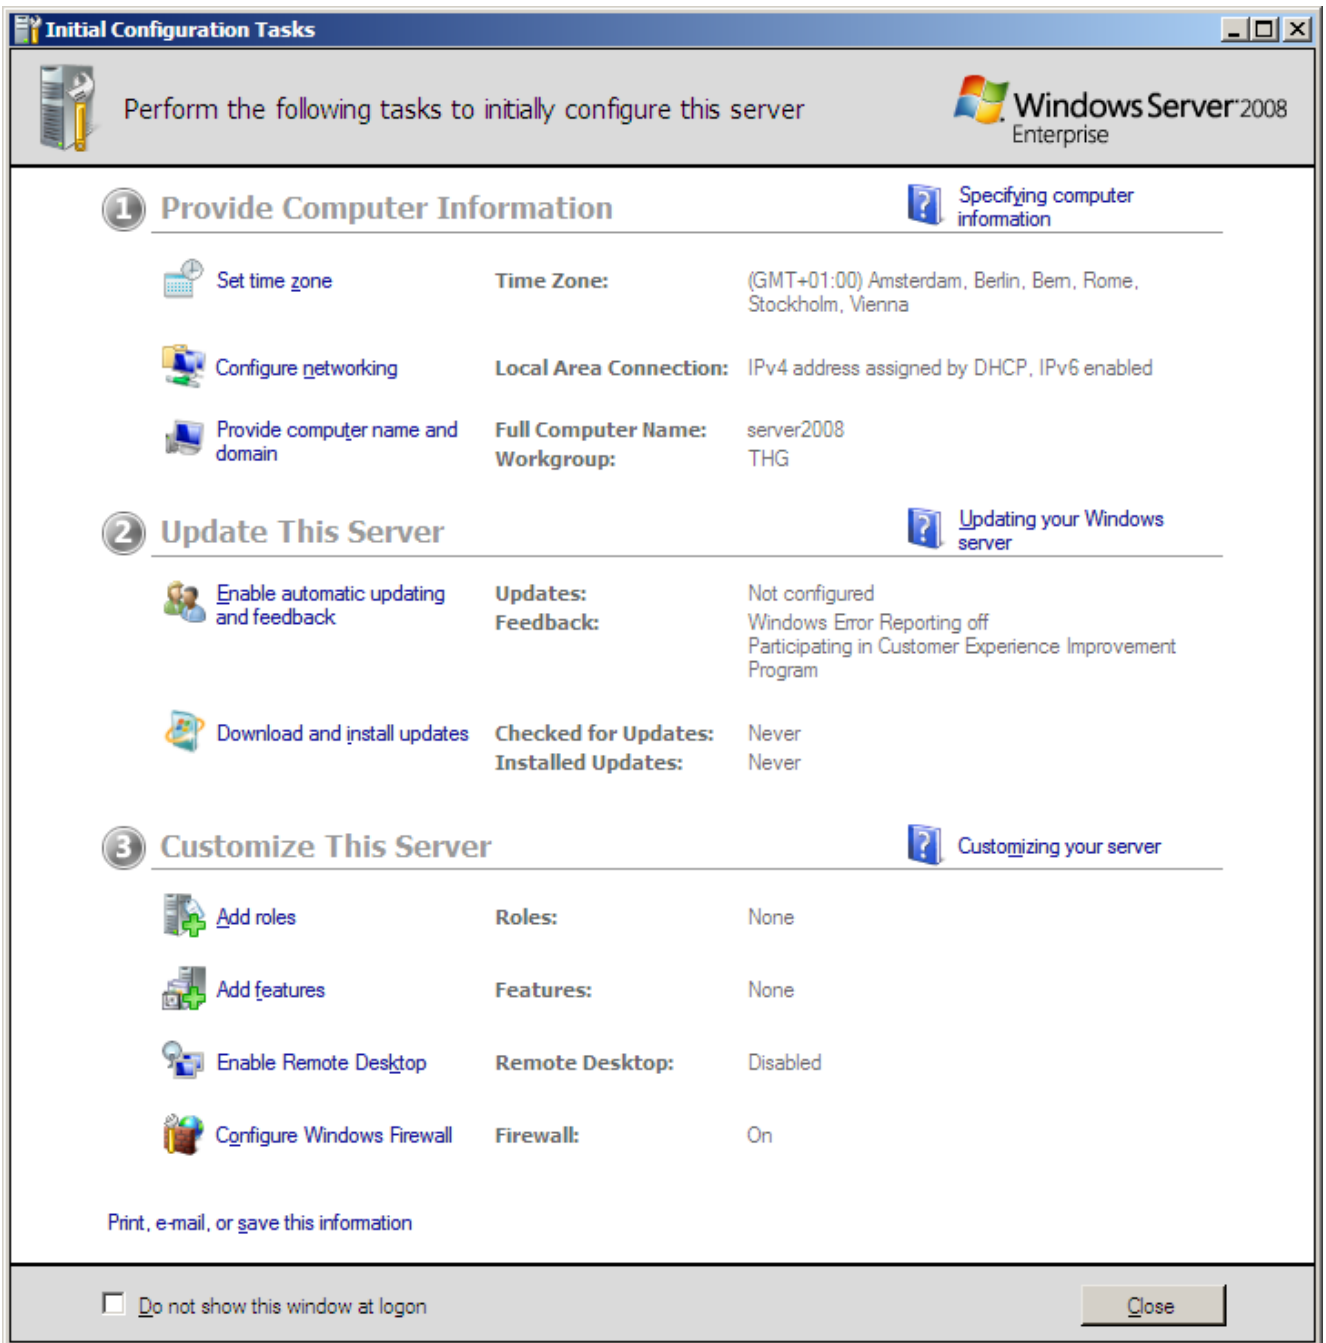 Initial Configuration Tasks
Perform the following tasks to initially configure this server
Windows Server 2008
Enterprise
1 Provide Computer Information
Specifying computer
information
Set time zone
Time Zone:
(GMT+01:00) Amsterdam, Berlin, Bern, Rome,
Stockholm, Vienna
Configure networking
Local Area Connection:
IPv4 address assigned by DHCP, IPv6 enabled
Provide computer name and
domain
Full Computer Name:
server2008
Workgroup:
THG
2 Update This Server
Updating your Windows
server
Enable automatic updating
and feedback
Updates:
Not configured
Feedback:
Windows Error Reporting off
Participating in Customer Experience Improvement
Program
Download and install updates
Checked for Updates:
Never
Installed Updates:
Never
3 Customize This Server
Customizing your server
Add roles
Roles:
None
Add features
Features:
None
Enable Remote Desktop
Remote Desktop:
Disabled
Configure Windows Firewall
Firewall:
On
Print, e-mail, or save this information
Do not show this window at logon
Close